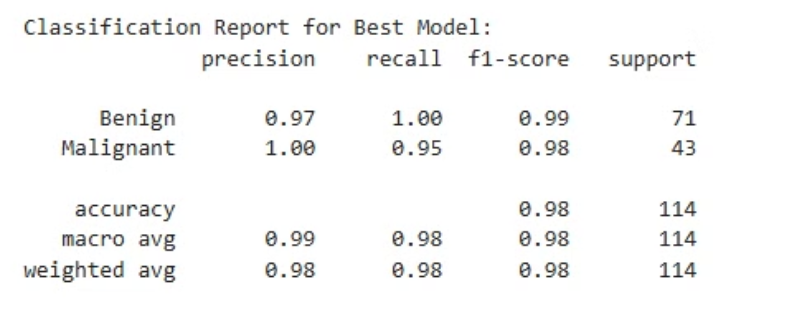 Classification Report for Best Model:
precision recall f1-score support
Benign 0.97 1.00 0.99 71
Malignant 1.00 0.95 0.98 43
accuracy 0.98 114
macro avg 0.99 0.98 0.98 114
weighted avg 0.98 0.98 0.98 114